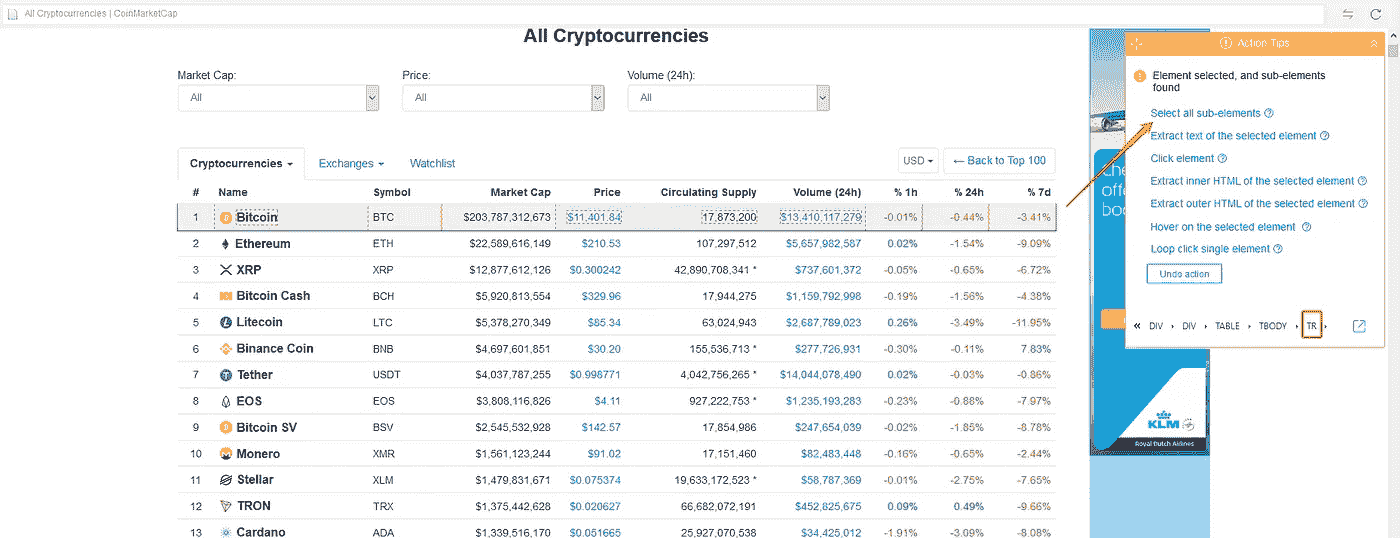 All Cryptocurrencies | CoinMarketCap
All Cryptocurrencies
Market Cap: Price: Volume (24h):
All All All
Cryptocurrencies Exchanges Watchlist USD ← Back to Top 100
# Name Symbol Market Cap Price Circulating Supply Volume (24h) % 1h % 24h % 7d
1 Bitcoin BTC $203,787,312,673 $11,401.84 17,873,200 $13,410,117,279 -0.01% -0.44% -3.41%
2 Ethereum ETH $22,589,616,149 $210.53 107,297,512 $5,657,982,587 0.02% -1.54% -9.09%
3 XRP XRP $12,877,612,126 $0.300242 42,890,708,341 * $737,601,372 -0.05% -0.65% -6.72%
4 Bitcoin Cash BCH $5,920,813,554 $329.96 17,944,275 $1,159,792,998 -0.19% -1.56% -4.38%
5 Litecoin LTC $5,378,270,349 $85.34 63,024,943 $2,687,789,023 0.26% -3.49% -11.95%
6 Binance Coin BNB $4,697,601,851 $30.20 155,536,713 * $277,726,931 -0.30% -0.11% 7.83%
7 Tether USDT $4,037,787,255 $0.998771 4,042,756,265 * $14,044,078,490 0.02% -0.03% -0.86%
8 EOS EOS $3,808,116,826 $4.11 927,222,753 * $1,235,193,283 -0.23% -0.88% -7.97%
9 Bitcoin SV BSV $2,545,532,928 $142.57 17,854,986 $247,654,039 -0.02% -1.85% -8.78%
10 Monero XMR $1,561,123,244 $91.02 17,151,460 $82,483,448 -0.16% -0.65% -2.44%
11 Stellar XLM $1,479,831,671 $0.075374 19,633,172,523 * $58,787,369 -0.01% -2.75% -7.65%
12 TRON TRX $1,375,442,628 $0.020627 66,682,072,191 $452,825,675 0.09% 0.49% -9.66%
13 Cardano ADA $1,339,516,170 $0.051665 25,927,070,538 $34,425,012 -1.91% -3.09% -8.08%
Action Tips
Element selected, and sub-elements
found
Select all sub-elements
Extract text of the selected element
Click element
Extract inner HTML of the selected element
Extract outer HTML of the selected element
Hover on the selected element
Loop click single element
Undo action
« DIV DIV TABLE TBODY TR
KLM
Royal Dutch Airlines